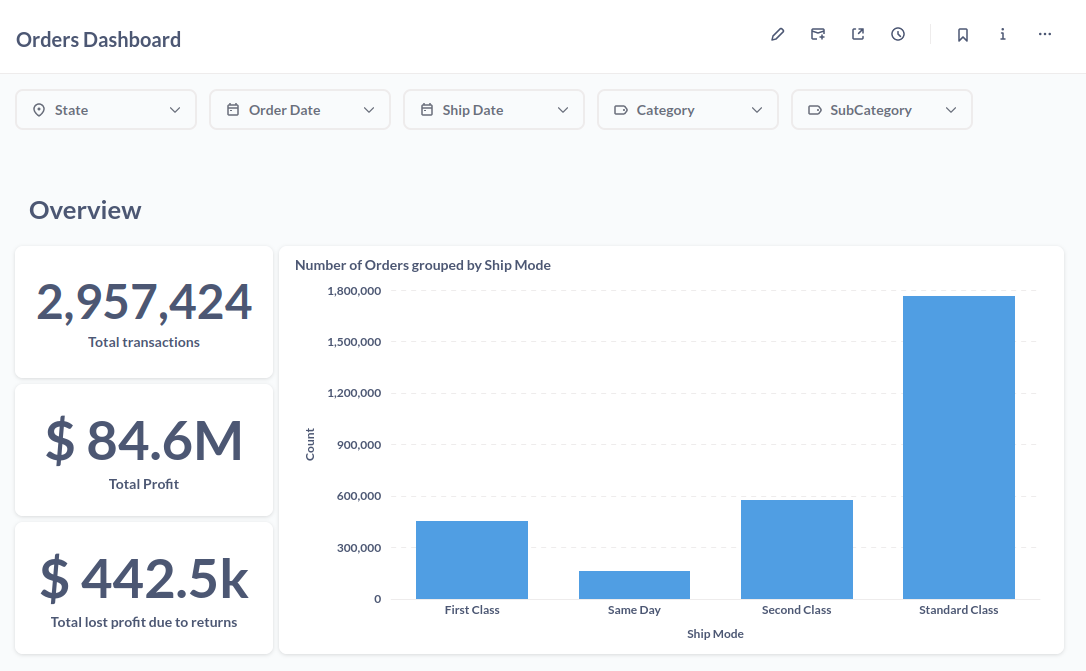 Orders Dashboard
State
Order Date
Ship Date
Category
SubCategory
Overview
2,957,424
Total transactions
$ 84.6M
Total Profit
$ 442.5k
Total lost profit due to returns
Number of Orders grouped by Ship Mode
1,800,000
1,500,000
1,200,000
900,000
600,000
300,000
0
Count
First Class
Same Day
Second Class
Standard Class
Ship Mode